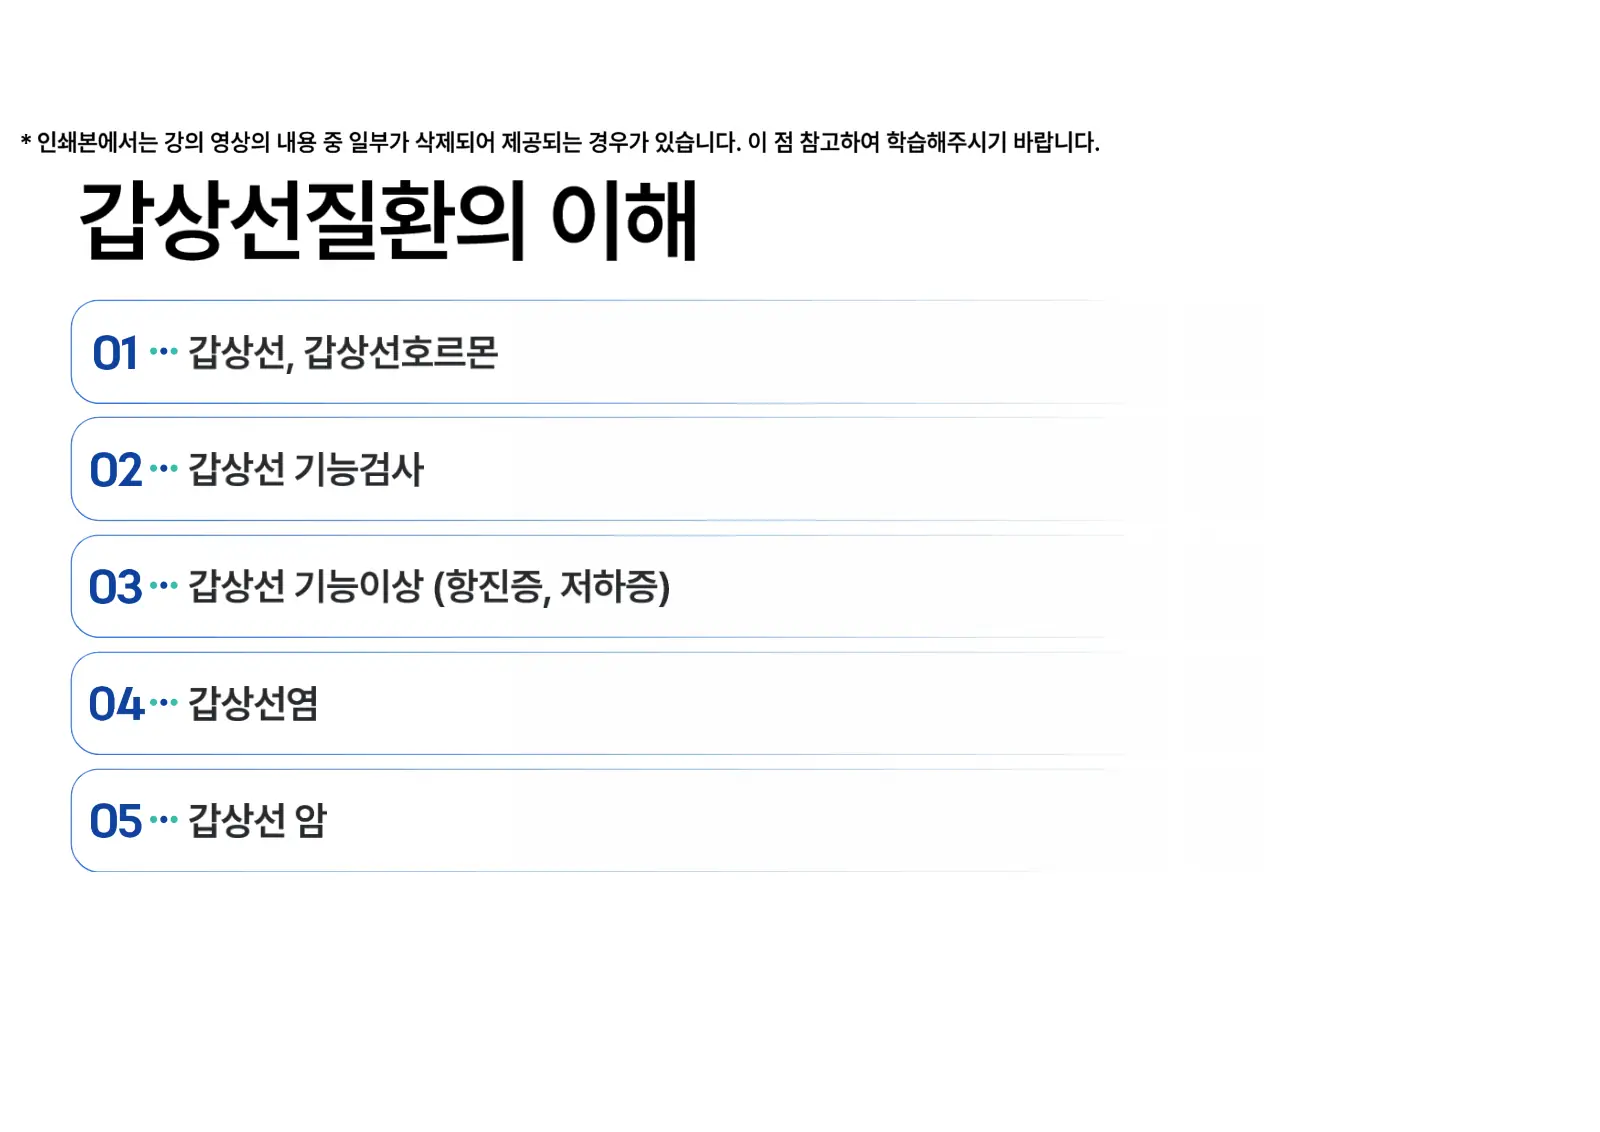 * 인쇄본에서는 강의 영상의 내용 중 일부가 삭제되어 제공되는 경우가 있습니다. 이 점 참고하여 학습해주시기 바랍니다.
갑상선질환의 이해
01 ··· 갑상선, 갑상선호르몬
02 ··· 갑상선 기능검사
03 ··· 갑상선 기능이상 (항진증, 저하증)
04 ··· 갑상선염
05 ··· 갑상선 암